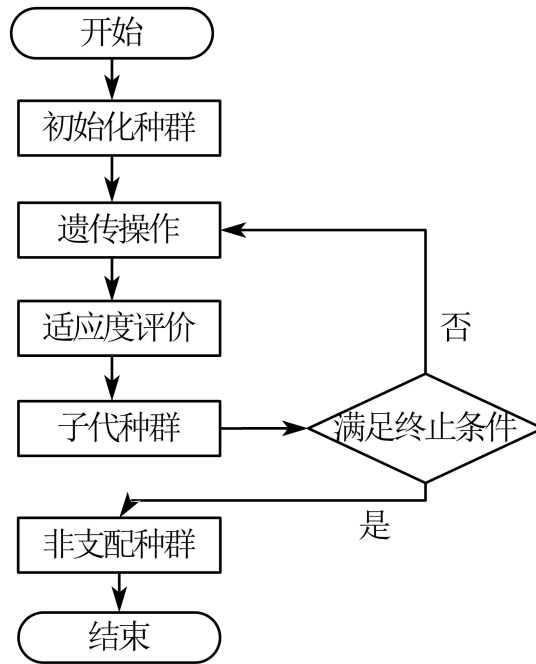 开始
初始化种群
遗传操作
适应度评价
否
子代种群
满足终止条件
是
非支配种群
结束